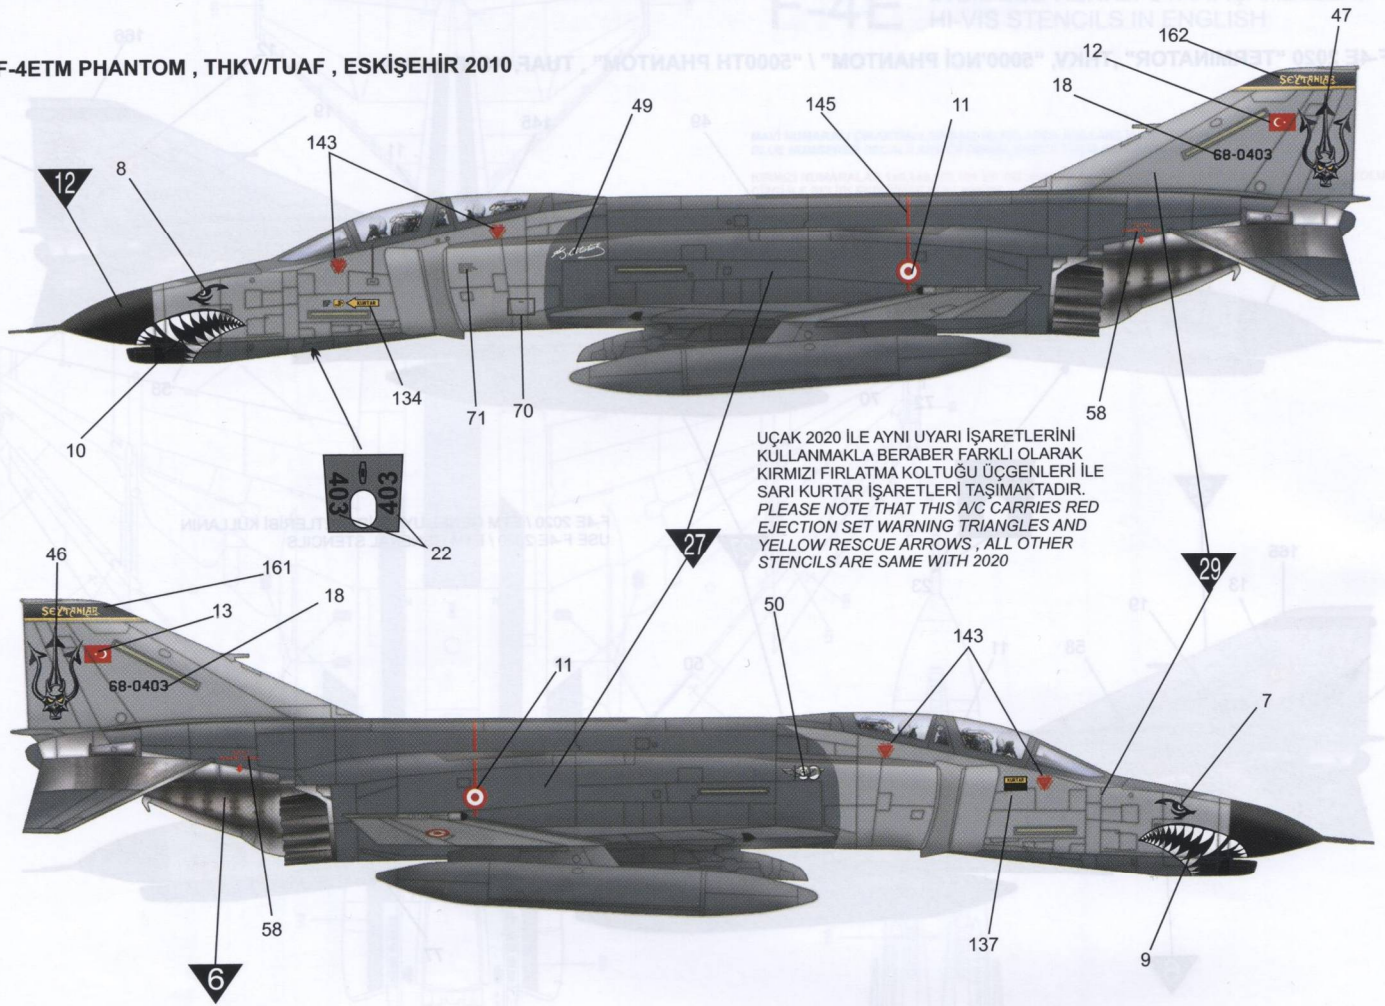 47
162
12
F-4ETM PHANTOM , THKV/TUAF , ESKİŞEHİR 2010
18
49
145
11
143
8
12
ŞEYTANLAR
68-0403
KURTAR
134
71
70
58
10
403
403
22
UÇAK 2020 İLE AYNI UYARI İŞARETLERİNİ
KULLANMAKLA BERABER FARKLI OLARAK
KIRMIZI FIRLATMA KOLTUĞU ÜÇGENLERİ İLE
SARI KURTAR İŞARETLERİ TAŞIMAKTADIR.
PLEASE NOTE THAT THIS A/C CARRIES RED
EJECTION SET WARNING TRIANGLES AND
YELLOW RESCUE ARROWS , ALL OTHER
STENCILS ARE SAME WITH 2020
27
29
46
161
13
18
50
143
11
7
ŞEYTANLAR
68-0403
KURTAR
58
6
137
9